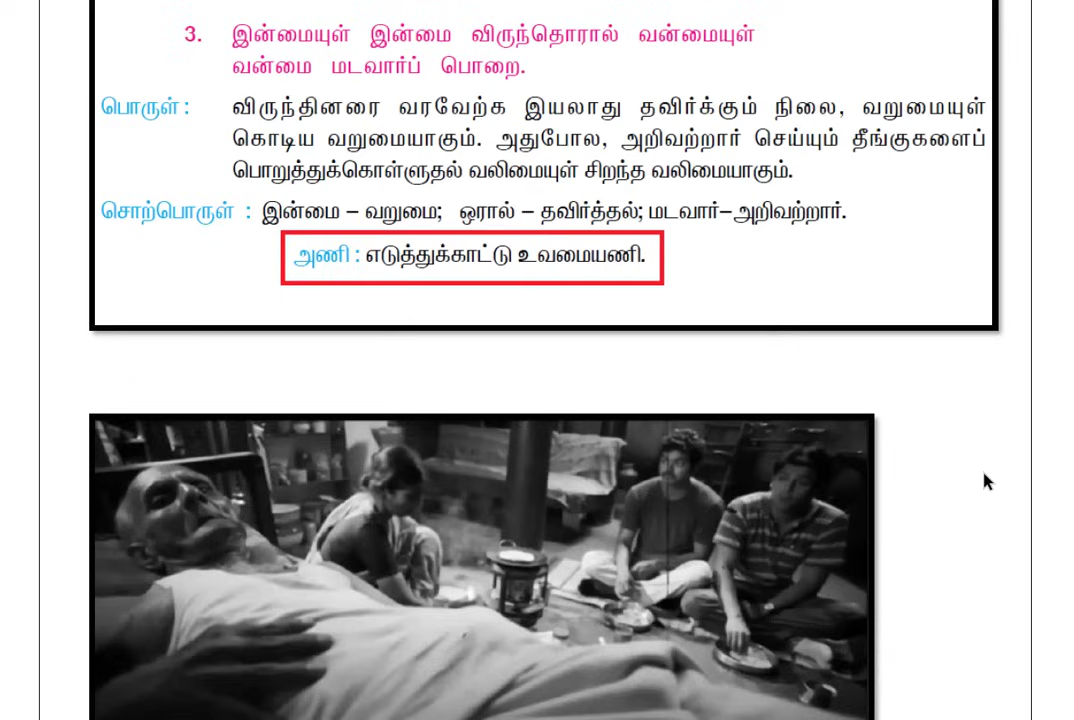 3. இன்மையுள் இன்மை விருந்தொரால் வன்மையுள்
வன்மை மடவார்ப் பொறை.
பொருள் : விருந்தினரை வரவேற்க இயலாது தவிர்க்கும் நிலை, வறுமையுள்
கொடிய வறுமையாகும். அதுபோல, அறிவற்றார் செய்யும் தீங்குகளைப்
பொறுத்துக்கொள்ளுதல் வலிமையுள் சிறந்த வலிமையாகும்.
சொற்பொருள் : இன்மை – வறுமை; ஒரால் – தவிர்த்தல்; மடவார்–அறிவற்றார்.
அணி : எடுத்துக்காட்டு உவமையணி.